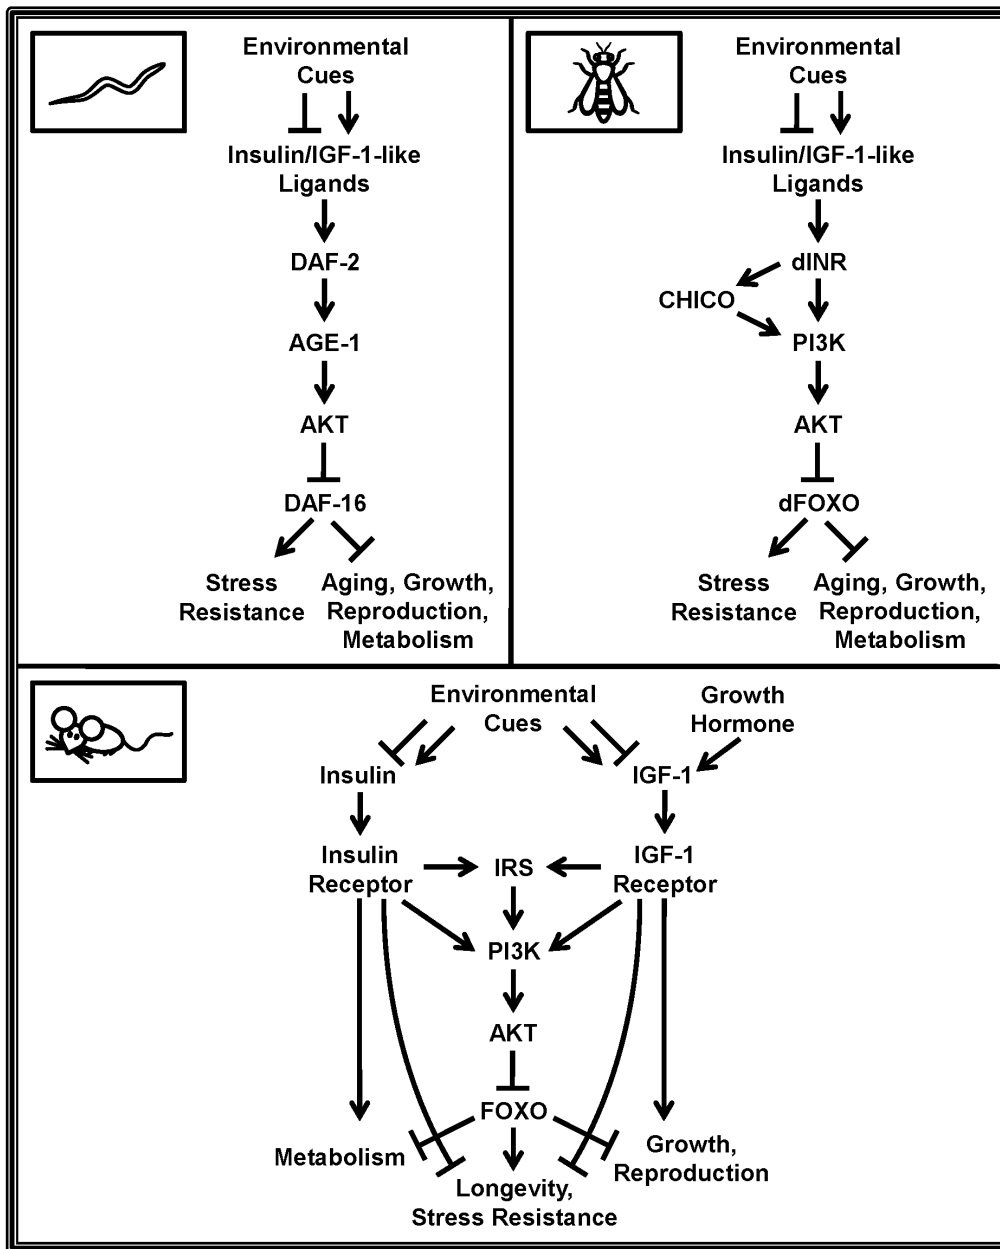 Environmental
Cues
Insulin/IGF-1-like
Ligands
DAF-2
AGE-1
AKT
DAF-16
Stress
Resistance
Aging, Growth,
Reproduction,
Metabolism
Environmental
Cues
Insulin/IGF-1-like
Ligands
dINR
CHICO
PI3K
AKT
dFOXO
Stress
Resistance
Aging, Growth,
Reproduction,
Metabolism
Environmental
Cues
Growth
Hormone
Insulin
IGF-1
Insulin
Receptor
IRS
IGF-1
Receptor
PI3K
AKT
FOXO
Metabolism
Growth,
Reproduction
Longevity,
Stress Resistance